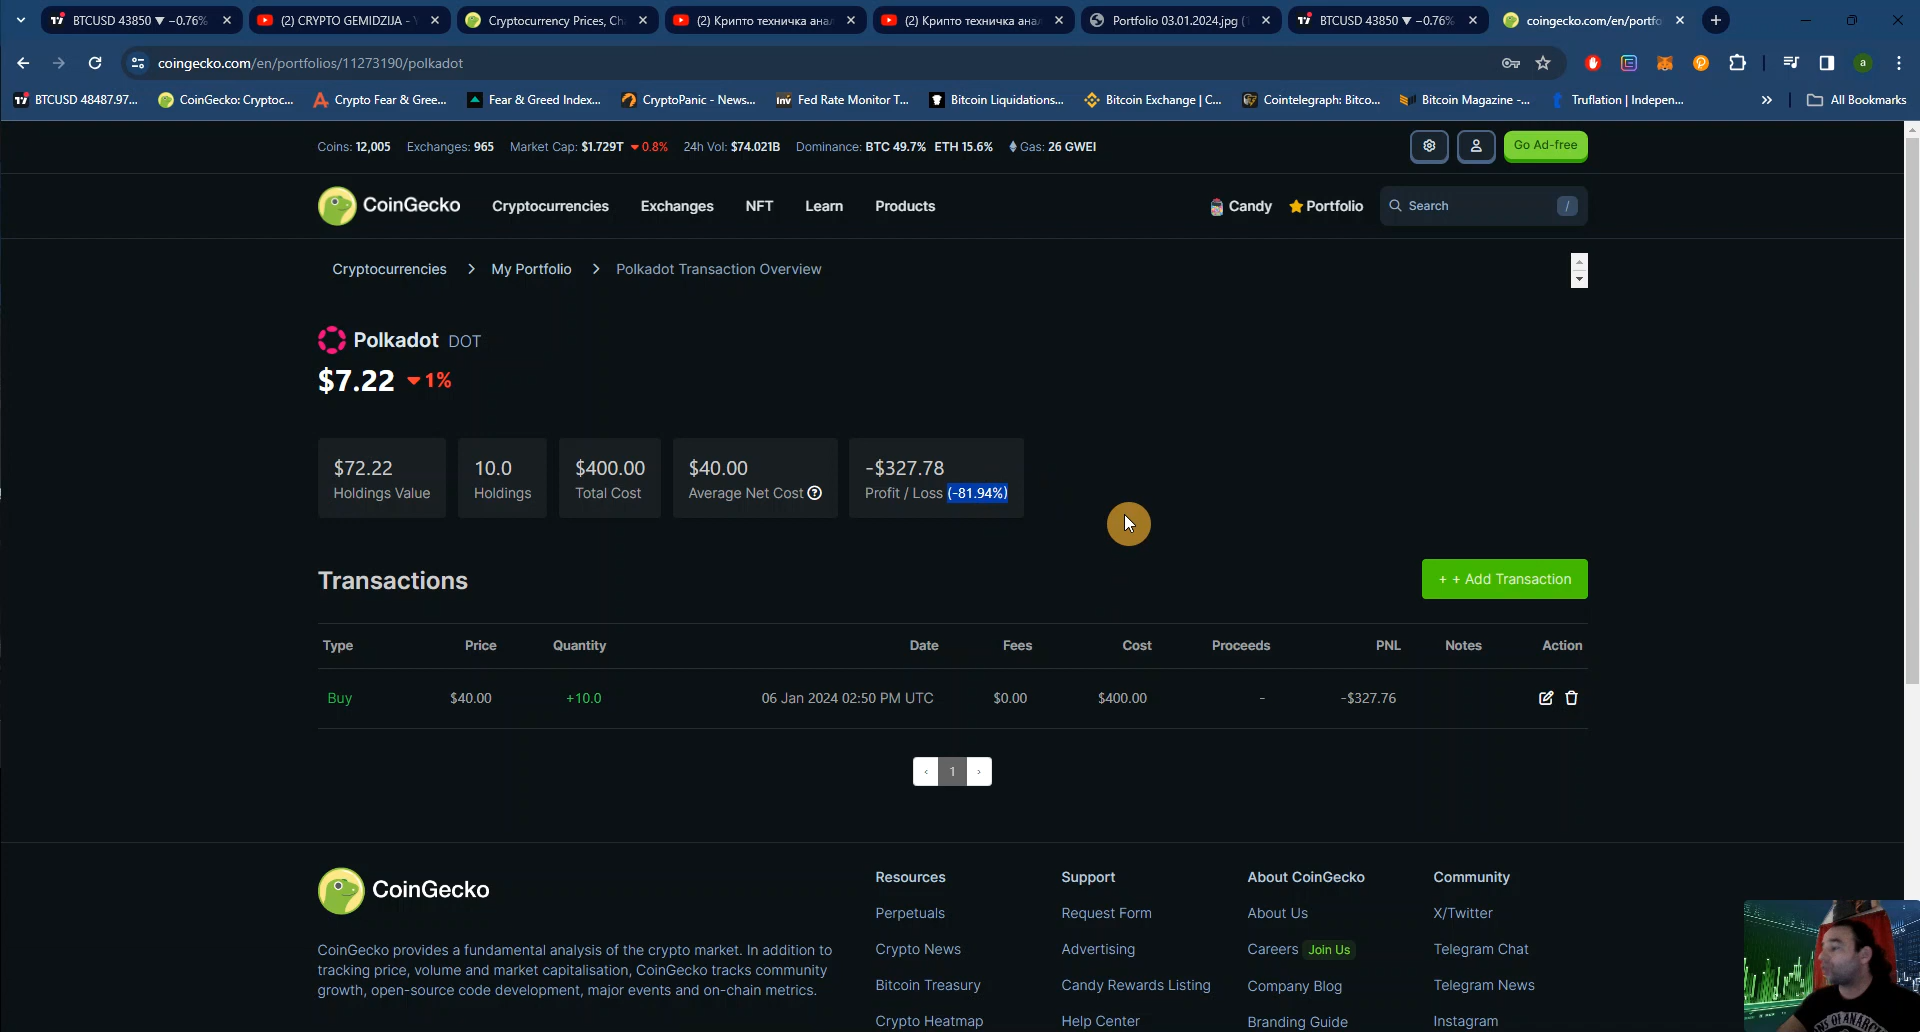 BTCUSD 43850 ▼ −0.76%
(2) CRYPTO GEMIDZIJA -
Cryptocurrency Prices, Ch
(2) Крипто техничка ана
(2) Крипто техничка ана
Portfolio 03.01.2024.jpg (
BTCUSD 43850 ▼ −0.76%
coingecko.com/en/portfo
coingecko.com/en/portfolios/11273190/polkadot
a
BTCUSD 48487.97...
CoinGecko: Cryptoc...
Crypto Fear & Gree...
Fear & Greed Index...
CryptoPanic - News...
Inv
Fed Rate Monitor T...
Bitcoin Liquidations...
Bitcoin Exchange | C...
Cointelegraph: Bitco...
Bitcoin Magazine -...
Truflation | Indepen...
»
All Bookmarks
Coins: 12,005
Exchanges: 965
Market Cap: $1.729T ▼ 0.8%
24h Vol: $74.021B
Dominance: BTC 49.7% ETH 15.6%
Gas: 26 GWEI
Go Ad-free
CoinGecko
Cryptocurrencies
Exchanges
NFT
Learn
Products
Candy
Portfolio
Search
/
Cryptocurrencies > My Portfolio > Polkadot Transaction Overview
Polkadot DOT
$7.22 ▼ 1%
$72.22
Holdings Value
10.0
Holdings
$400.00
Total Cost
$40.00
Average Net Cost ?
-$327.78
Profit / Loss (-81.94%)
Transactions
+ + Add Transaction
Type Price Quantity Date Fees Cost Proceeds PNL Notes Action
Buy $40.00 +10.0 06 Jan 2024 02:50 PM UTC $0.00 $400.00 - -$327.76
‹ 1 ›
CoinGecko
CoinGecko provides a fundamental analysis of the crypto market. In addition to
tracking price, volume and market capitalisation, CoinGecko tracks community
growth, open-source code development, major events and on-chain metrics.
Resources
Perpetuals
Crypto News
Bitcoin Treasury
Crypto Heatmap
Support
Request Form
Advertising
Candy Rewards Listing
Help Center
About CoinGecko
About Us
Careers Join Us
Company Blog
Branding Guide
Community
X/Twitter
Telegram Chat
Telegram News
Instagram